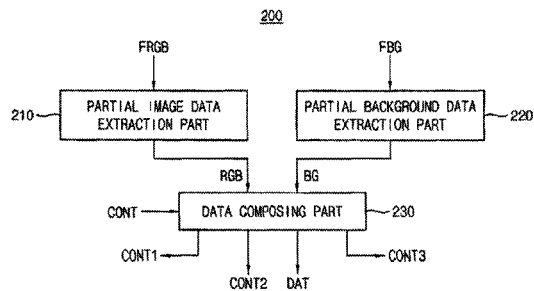 200
FRGB
FBG
210
PARTIAL IMAGE DATA
EXTRACTION PART
PARTIAL BACKGROUND DATA
EXTRACTION PART
220
RGB
BG
CONT
DATA COMPOSING PART
230
CONT1
CONT2
DAT
CONT3